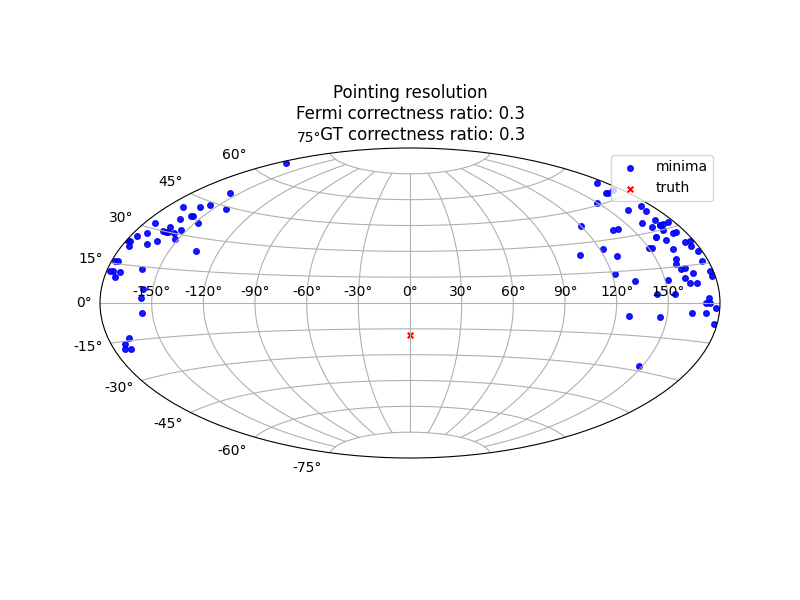 Pointing resolution
Fermi correctness ratio: 0.3
GT correctness ratio: 0.3
75°
60°
45°
30°
15°
0°
-15°
-30°
-45°
-60°
-75°
-150° -120° -90° -60° -30° 0° 30° 60° 90° 120° 150°
minima
truth